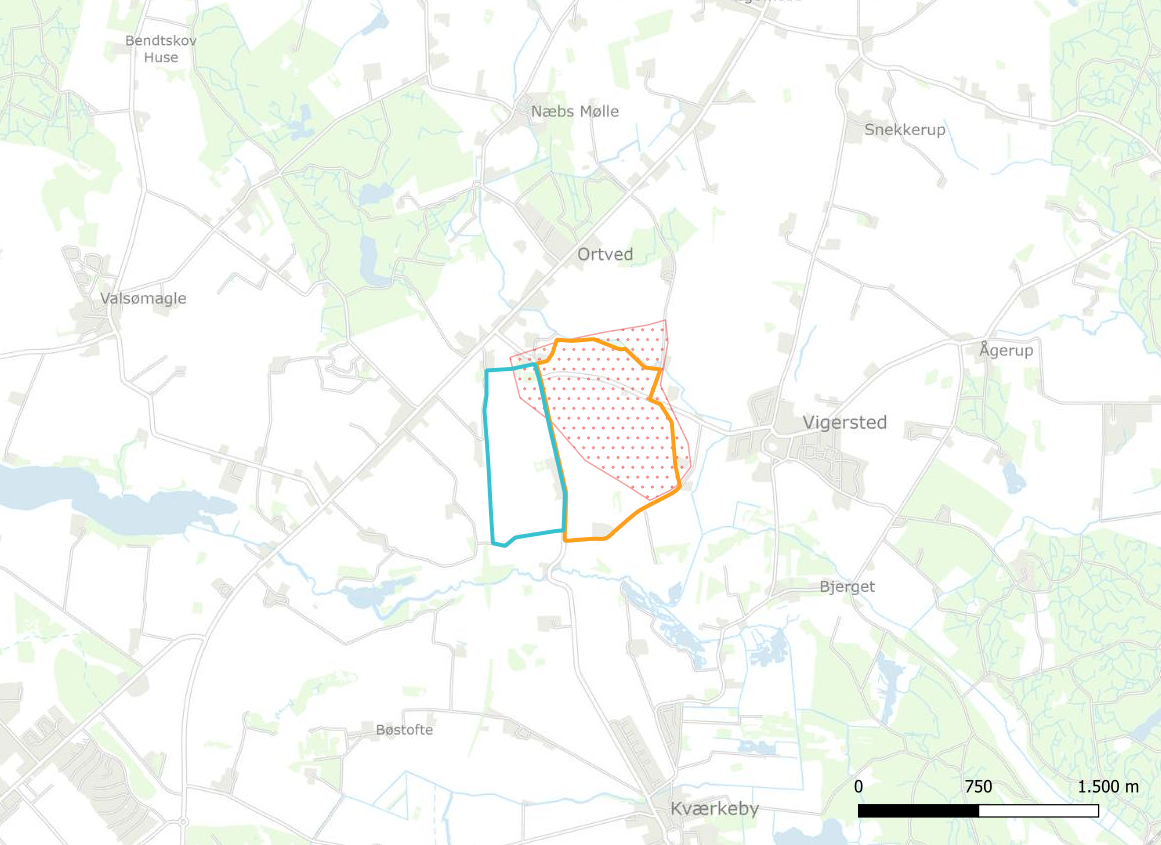 Bendtskov
Huse
Næbs Mølle
Snekkerup
Ortved
Valsømagle
Ågerup
Vigersted
Bjerget
Bøstofte
Kværkeby
0 750 1.500 m